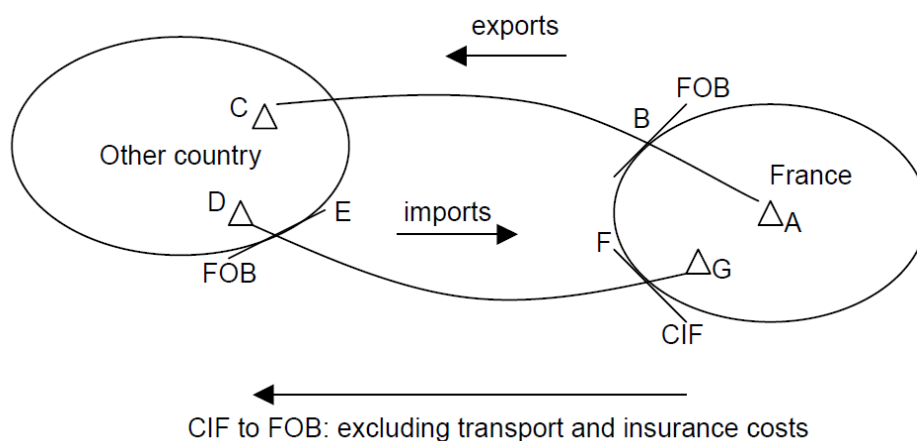 exports
FOB
B
C
Other country
France
D
E
imports
A
F
G
FOB
CIF
CIF to FOB: excluding transport and insurance costs